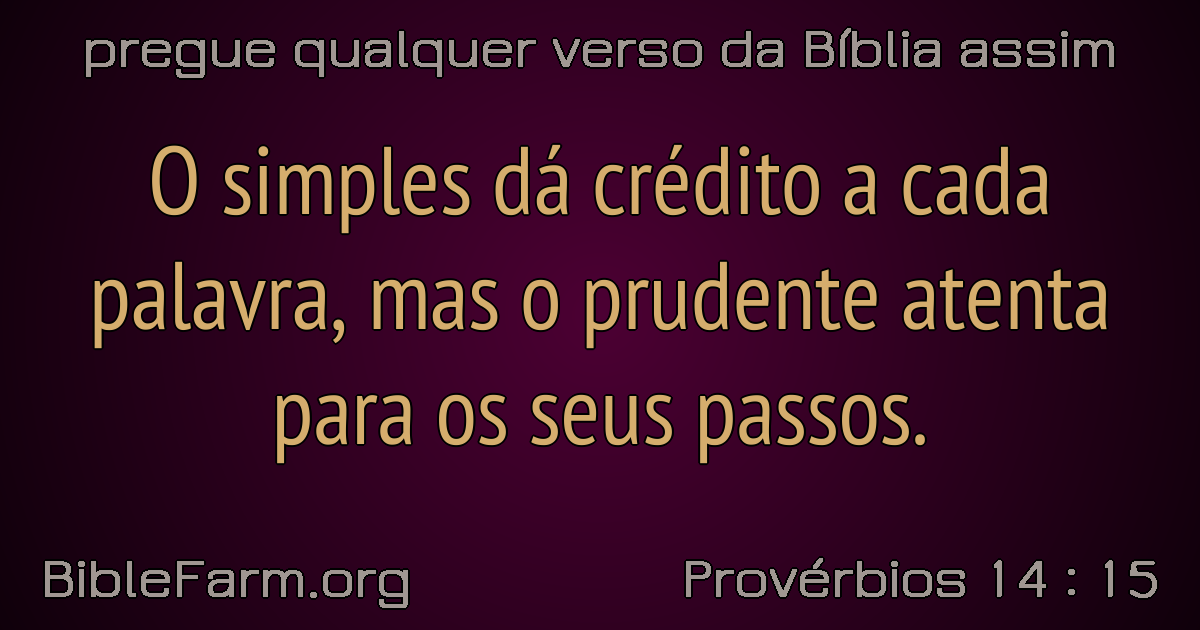 pregue qualquer verso da Bíblia assim
O simples dá crédito a cada
palavra, mas o prudente atenta
para os seus passos.
BibleFarm.org
Provérbios 14 : 15